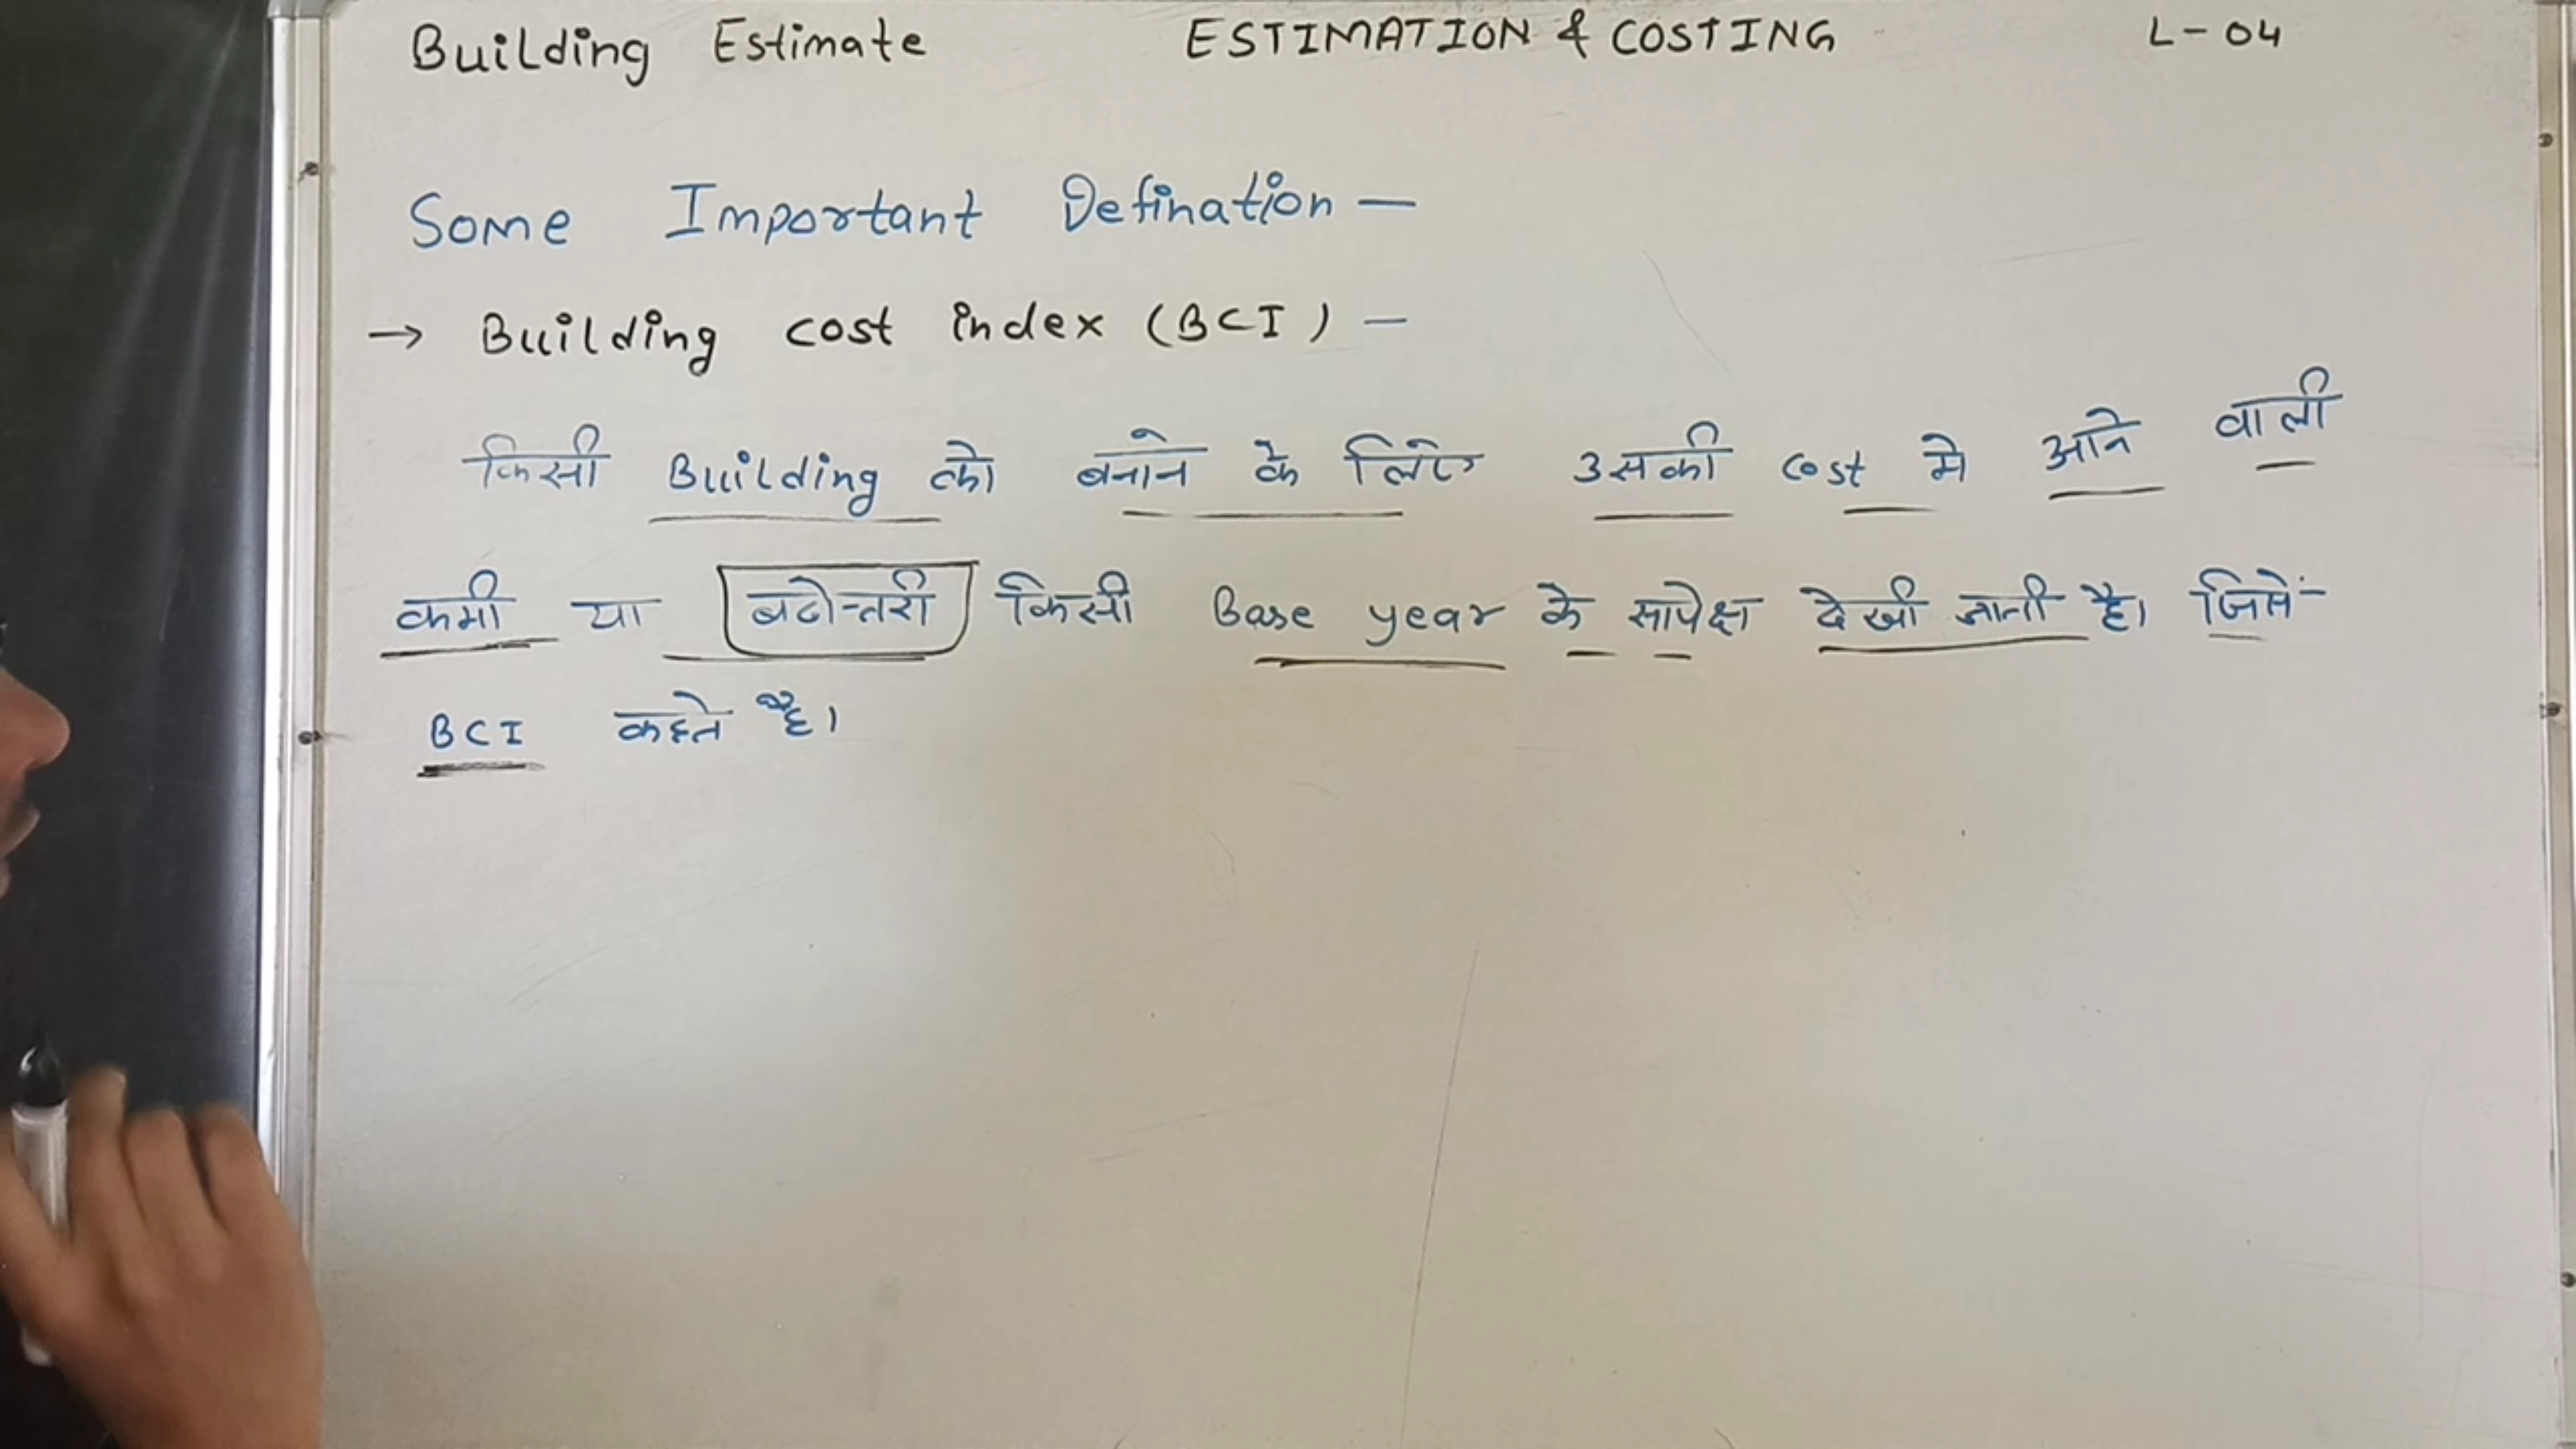 Building Estimate ESTIMATION & COSTING L-04
Some Important Defination —
→ Building cost index (BCI) —
किसी Building को बनाने के लिए उसकी cost मे आने वाली
कमी या बढोत्तरी किसी Base year के सापेक्ष देखी जाती है। जिसे-
BCI कहते है।